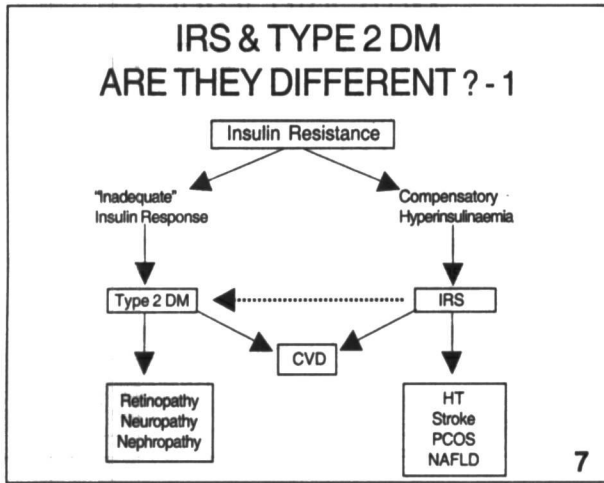 IRS & TYPE 2 DM
ARE THEY DIFFERENT ? - 1
Insulin Resistance
"Inadequate"
Insulin Response
Compensatory
Hyperinsulinaemia
Type 2 DM
IRS
CVD
Retinopathy
Neuropathy
Nephropathy
HT
Stroke
PCOS
NAFLD
7